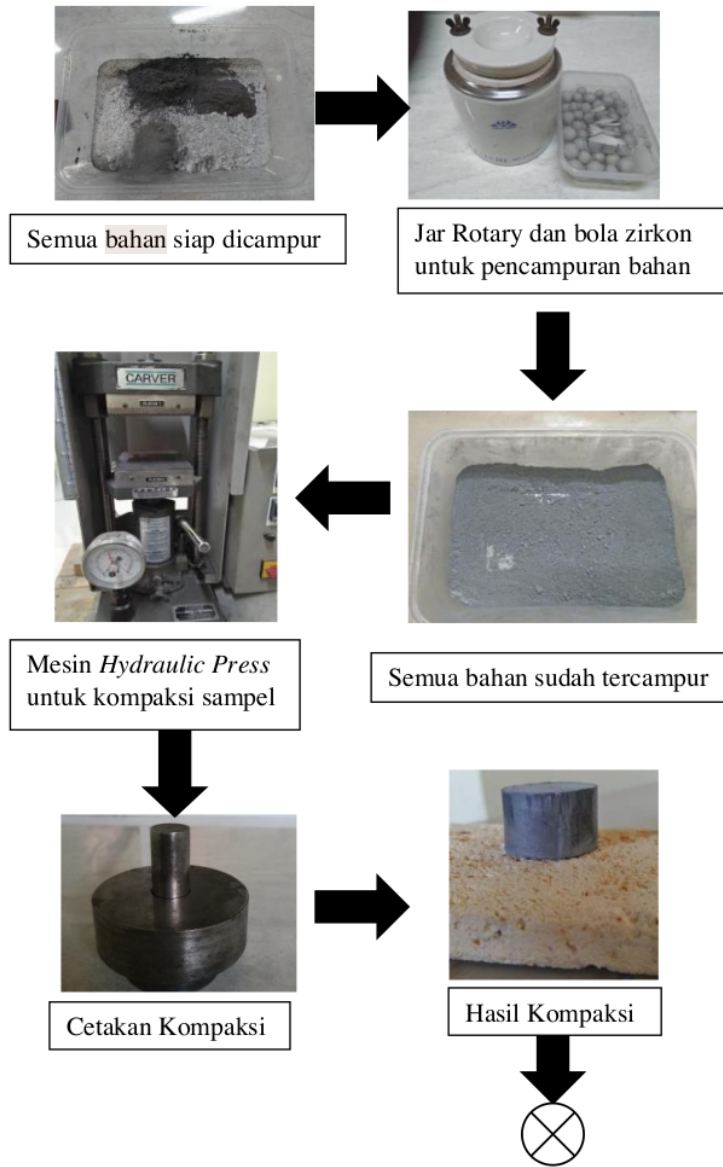 Semua bahan siap dicampur
Jar Rotary dan bola zirkon
untuk pencampuran bahan
CARVER
Mesin Hydraulic Press
untuk kompaksi sampel
Semua bahan sudah tercampur
Cetakan Kompaksi
Hasil Kompaksi